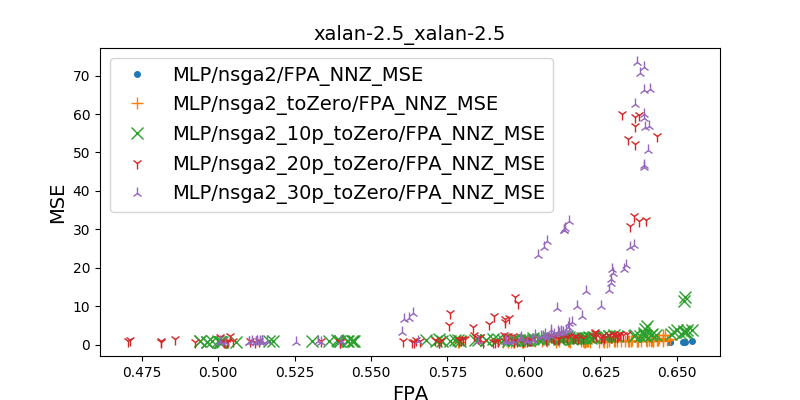 xalan-2.5_xalan-2.5
MLP/nsga2/FPA_NNZ_MSE
MLP/nsga2_toZero/FPA_NNZ_MSE
MLP/nsga2_10p_toZero/FPA_NNZ_MSE
MLP/nsga2_20p_toZero/FPA_NNZ_MSE
MLP/nsga2_30p_toZero/FPA_NNZ_MSE
MSE
70
60
50
40
30
20
10
0
0.475 0.500 0.525 0.550 0.575 0.600 0.625 0.650
FPA